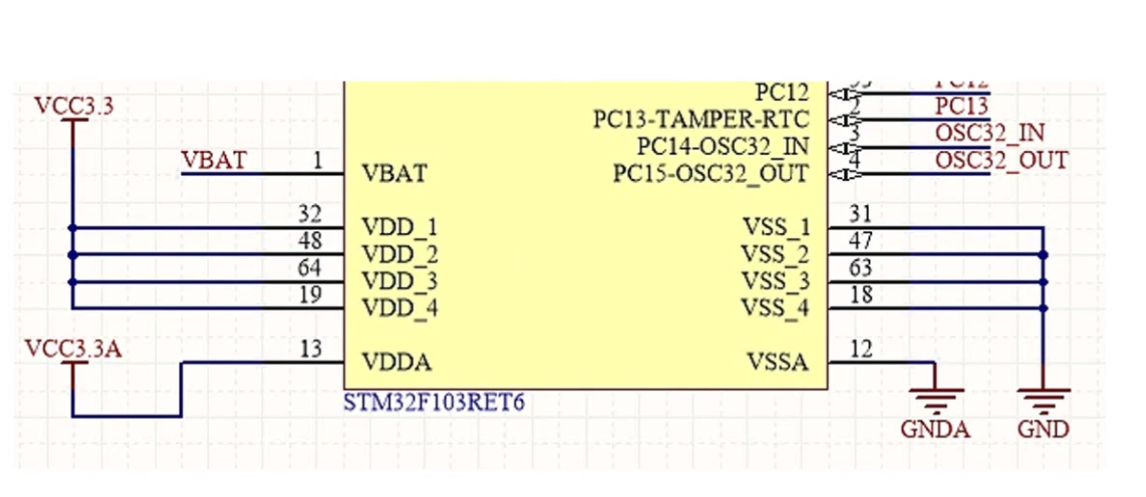 PC12
PC12
VCC3.3
PC13-TAMPER-RTC
2
PC13
PC14-OSC32_IN
3
OSC32_IN
VBAT
1
VBAT
PC15-OSC32_OUT
4
OSC32_OUT
32
VDD_1
VSS_1
31
48
VDD_2
VSS_2
47
64
VDD_3
VSS_3
63
19
VDD_4
VSS_4
18
VCC3.3A
13
VDDA
VSSA
12
STM32F103RET6
GNDA
GND